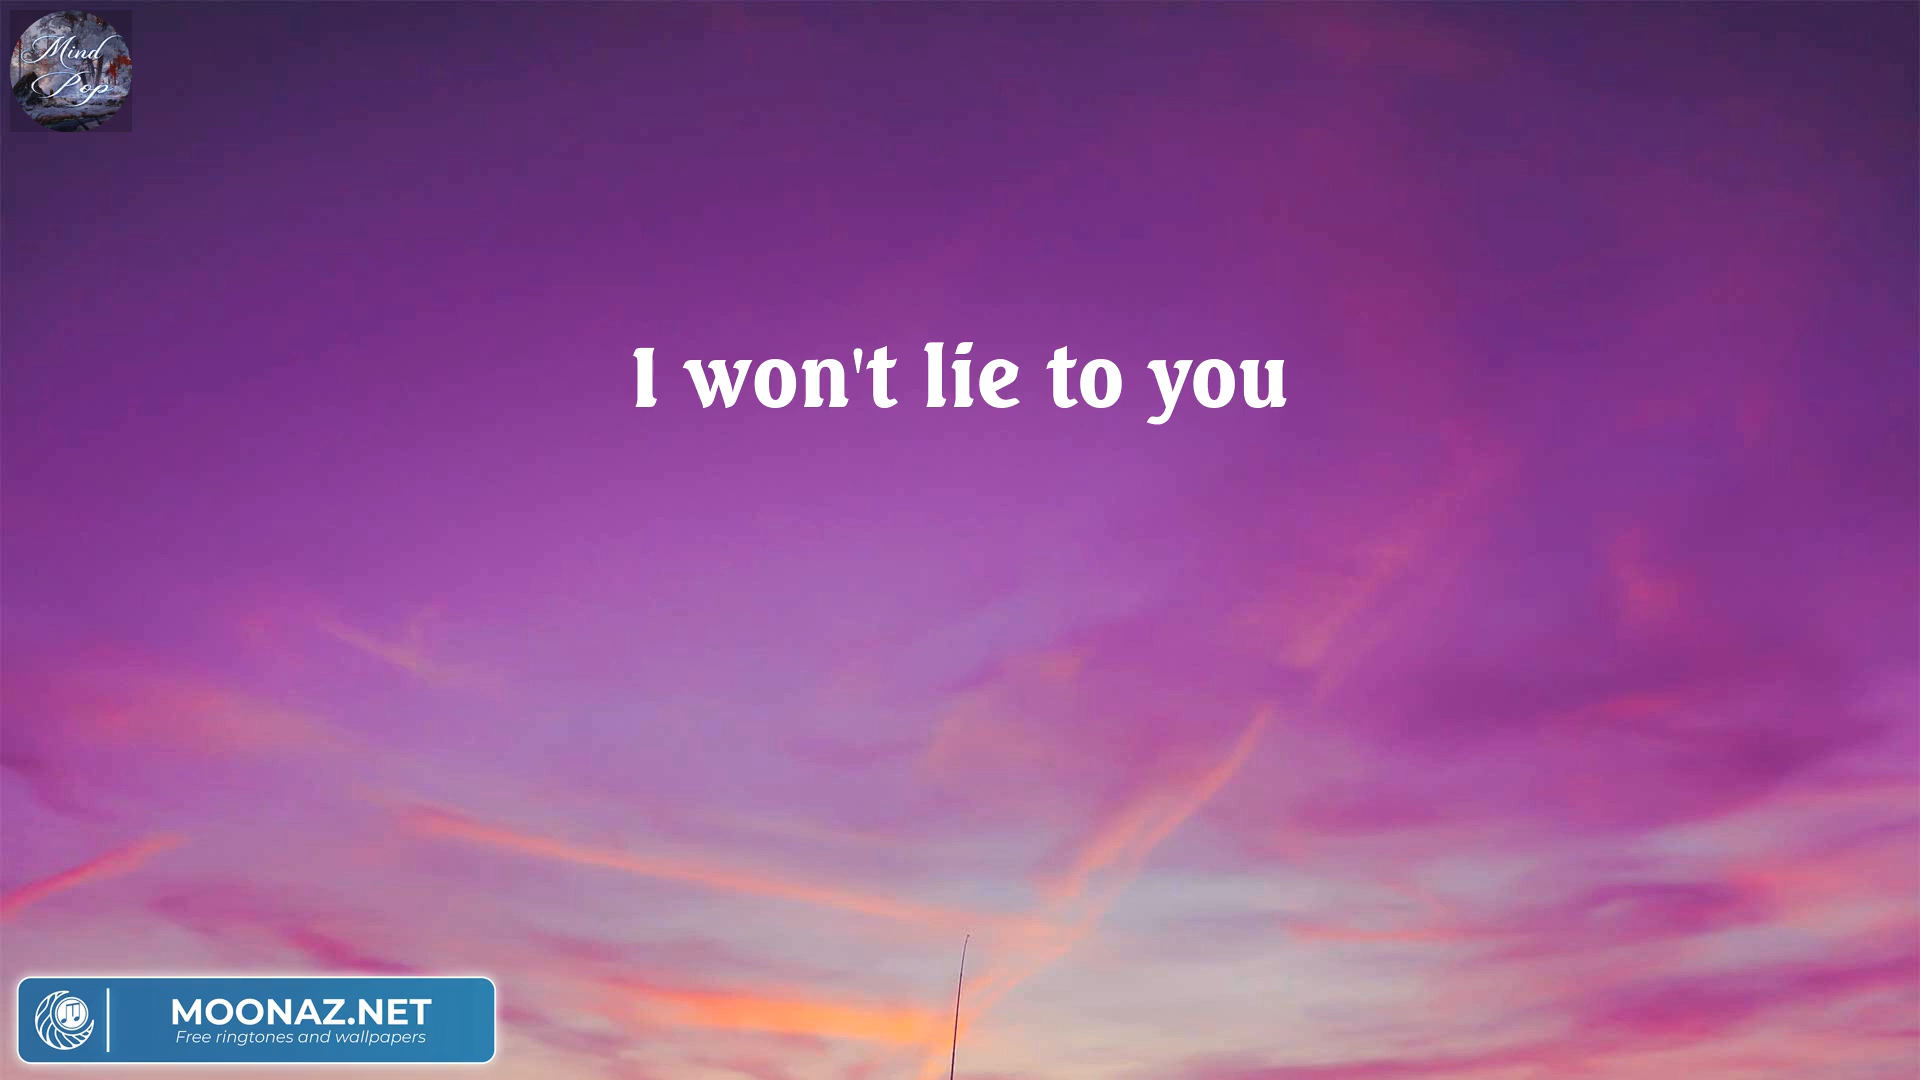 Mind
Pop
I won't lie to you
MOONAZ.NET
Free ringtones and wallpapers